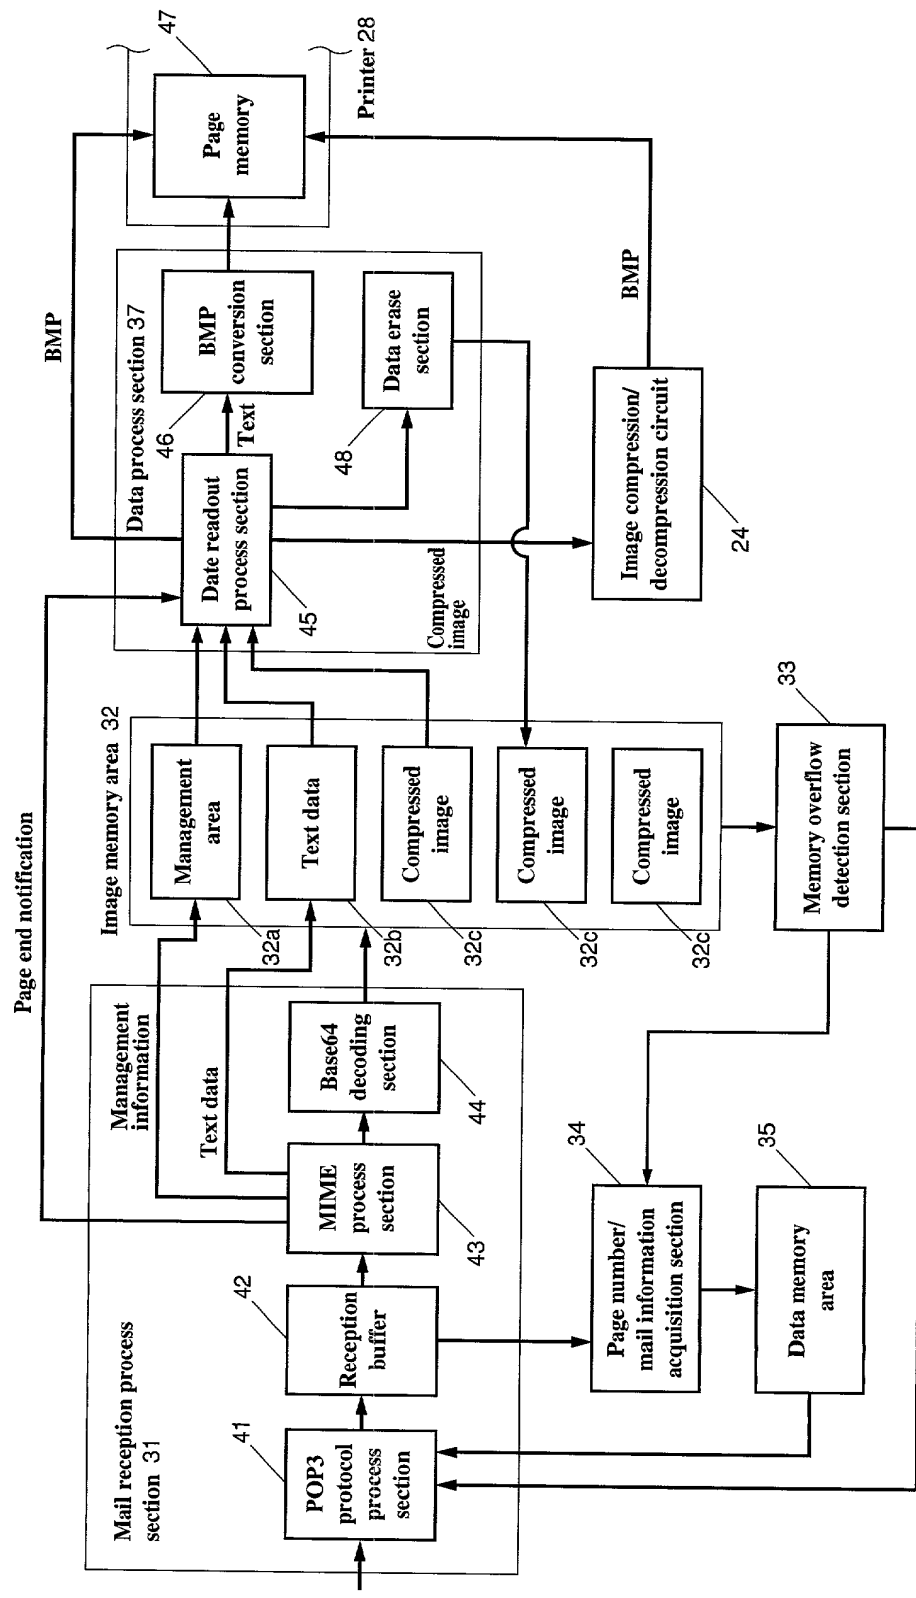 Page end notification
BMP
Mail reception process
section 31
Management
information
Text data
POP3
protocol
process
section
41
Reception
buffer
42
MIME
process
section
43
Base64
decoding
section
44
Image memory area 32
Management
area
32a
Text data
32b
Compressed
image
32c
Compressed
image
32c
Compressed
image
32c
Data process section 37
Date readout
process section
45
Text
BMP
conversion
section
46
Data erase
section
48
Compressed
image
Page
memory
47
Printer 28
BMP
Image compression/
decompression circuit
24
Memory overflow
detection section
33
Page number/
mail information
acquisition section
34
Data memory
area
35